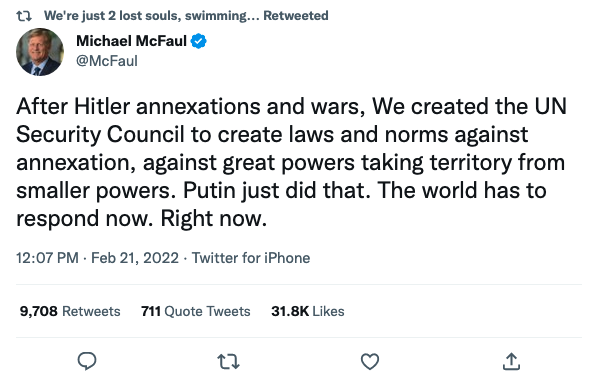 We're just 2 lost souls, swimming... Retweeted
Michael McFaul
@McFaul
After Hitler annexations and wars, We created the UN
Security Council to create laws and norms against
annexation, against great powers taking territory from
smaller powers. Putin just did that. The world has to
respond now. Right now.
12:07 PM · Feb 21, 2022 · Twitter for iPhone
9,708 Retweets 711 Quote Tweets 31.8K Likes